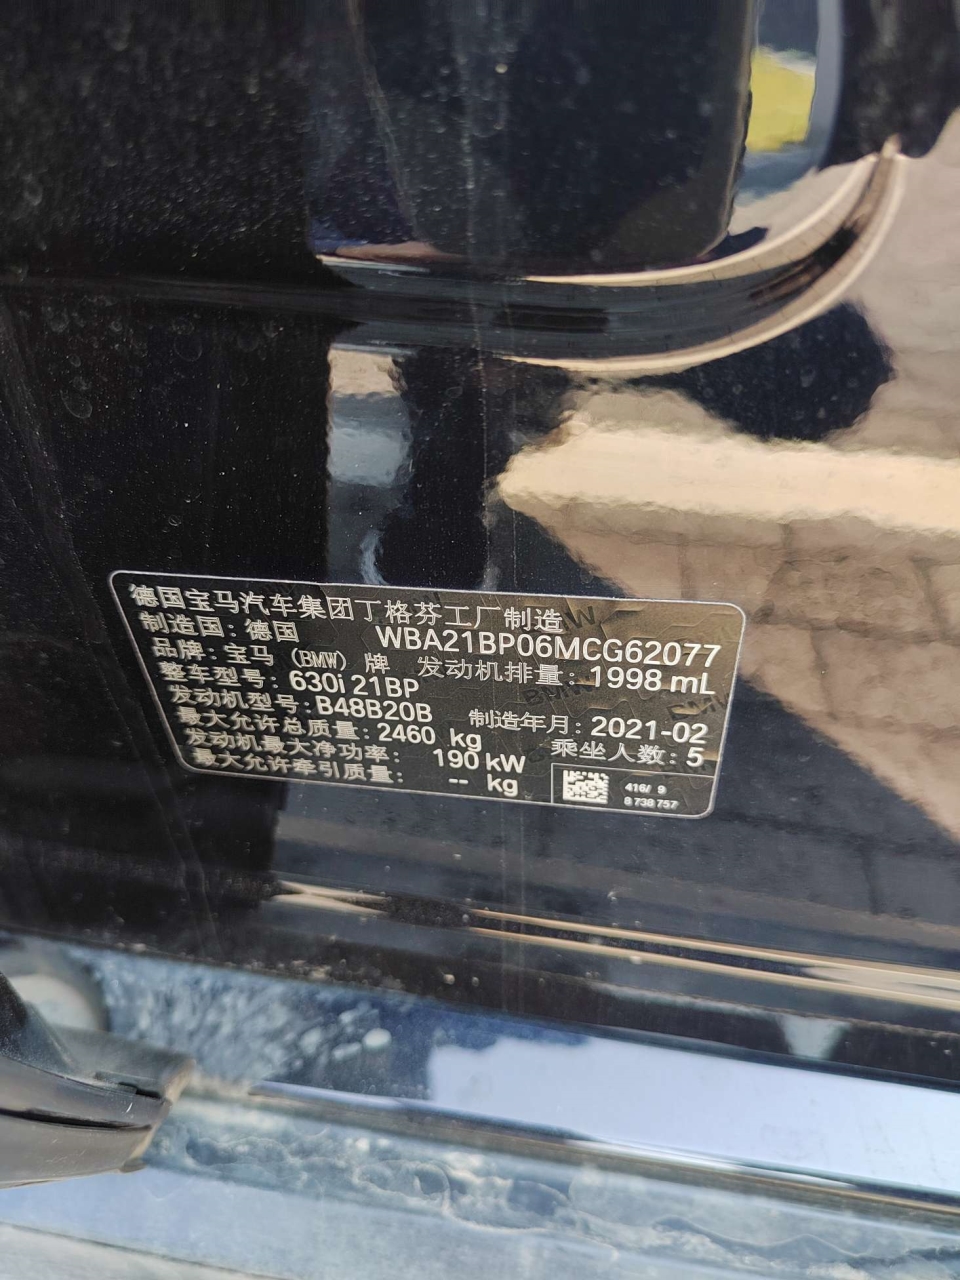 德国宝马汽车集团丁格芬工厂制造
制造国: 德国 WBA21BP06MCG62077
品牌: 宝马 (BMW) 牌 发动机排量: 1998 mL
整车型号: 630i 21BP
发动机型号: B48B20B 制造年月: 2021-02
最大允许总质量: 2460 kg 乘坐人数: 5
发动机最大净功率: 190 kW
最大允许牵引质量: -- kg
416/ 9
8 738 757